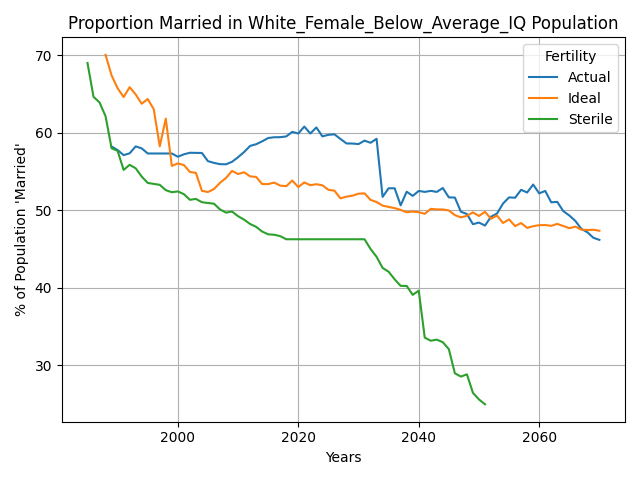 Proportion Married in White_Female_Below_Average_IQ Population
Fertility
Actual
Ideal
Sterile
% of Population 'Married'
70
60
50
40
30
2000
2020
2040
2060
Years